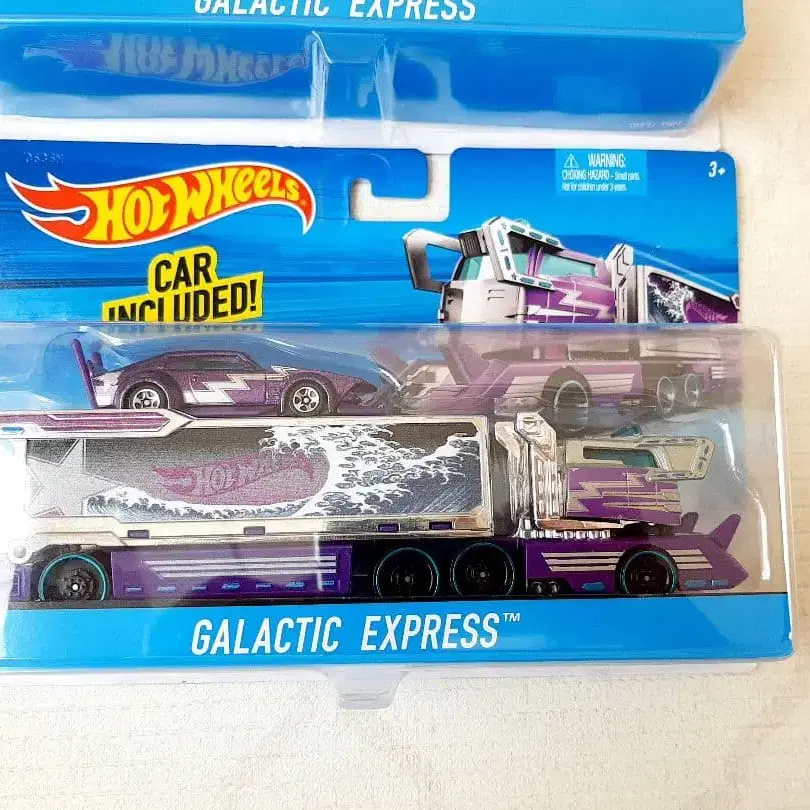 GALACTIC EXPRESS
HOT WHEELS
WARNING:
CHOKING HAZARD - Small parts.
Not for children under 3 years.
3+
CAR
INCLUDED!
HOT WHEELS
GALACTIC EXPRESS™